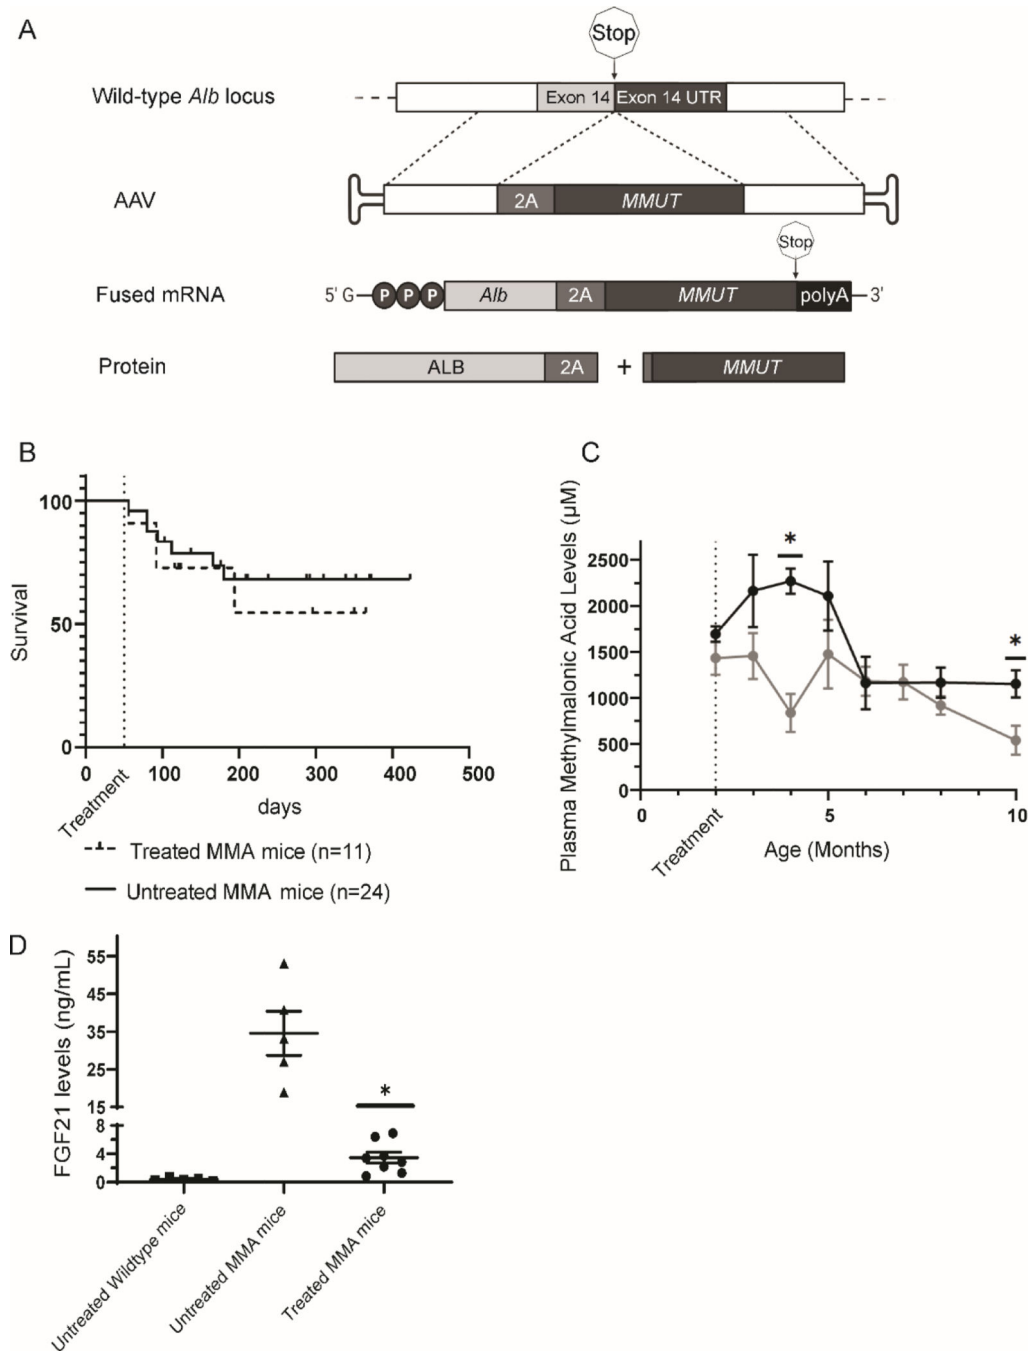 A
Stop
Wild-type Alb locus
Exon 14 Exon 14 UTR
AAV
2A MMUT
Stop
Fused mRNA
5' G P P P Alb 2A MMUT polyA 3'
Protein
ALB 2A + MMUT
B
Survival
100
50
0
0 100 200 300 400 500
Treatment
days
Treated MMA mice (n=11)
Untreated MMA mice (n=24)
C
Plasma Methylmalonic Acid Levels (µM)
2500
2000
1500
1000
500
0
* *
0 5 10
Treatment
Age (Months)
D
FGF21 levels (ng/mL)
55
45
35
25
15
8
4
0
*
Untreated Wildtype mice
Untreated MMA mice
Treated MMA mice